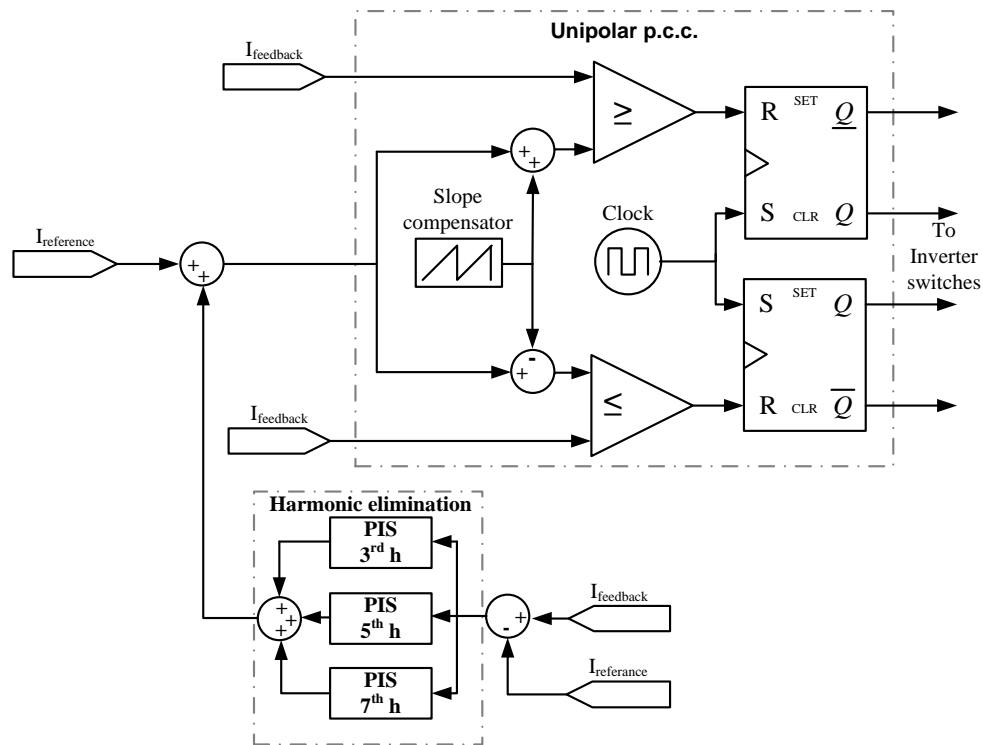 Unipolar p.c.c.
I_feedback
≥
R SET Q
S CLR Q
Slope
compensator
Clock
+ +
I_reference
+ +
To
Inverter
switches
S SET Q
R CLR Q̅
- +
≤
I_feedback
Harmonic elimination
PIS
3rd h
PIS
5th h
PIS
7th h
+ + +
- +
I_feedback
I_referance